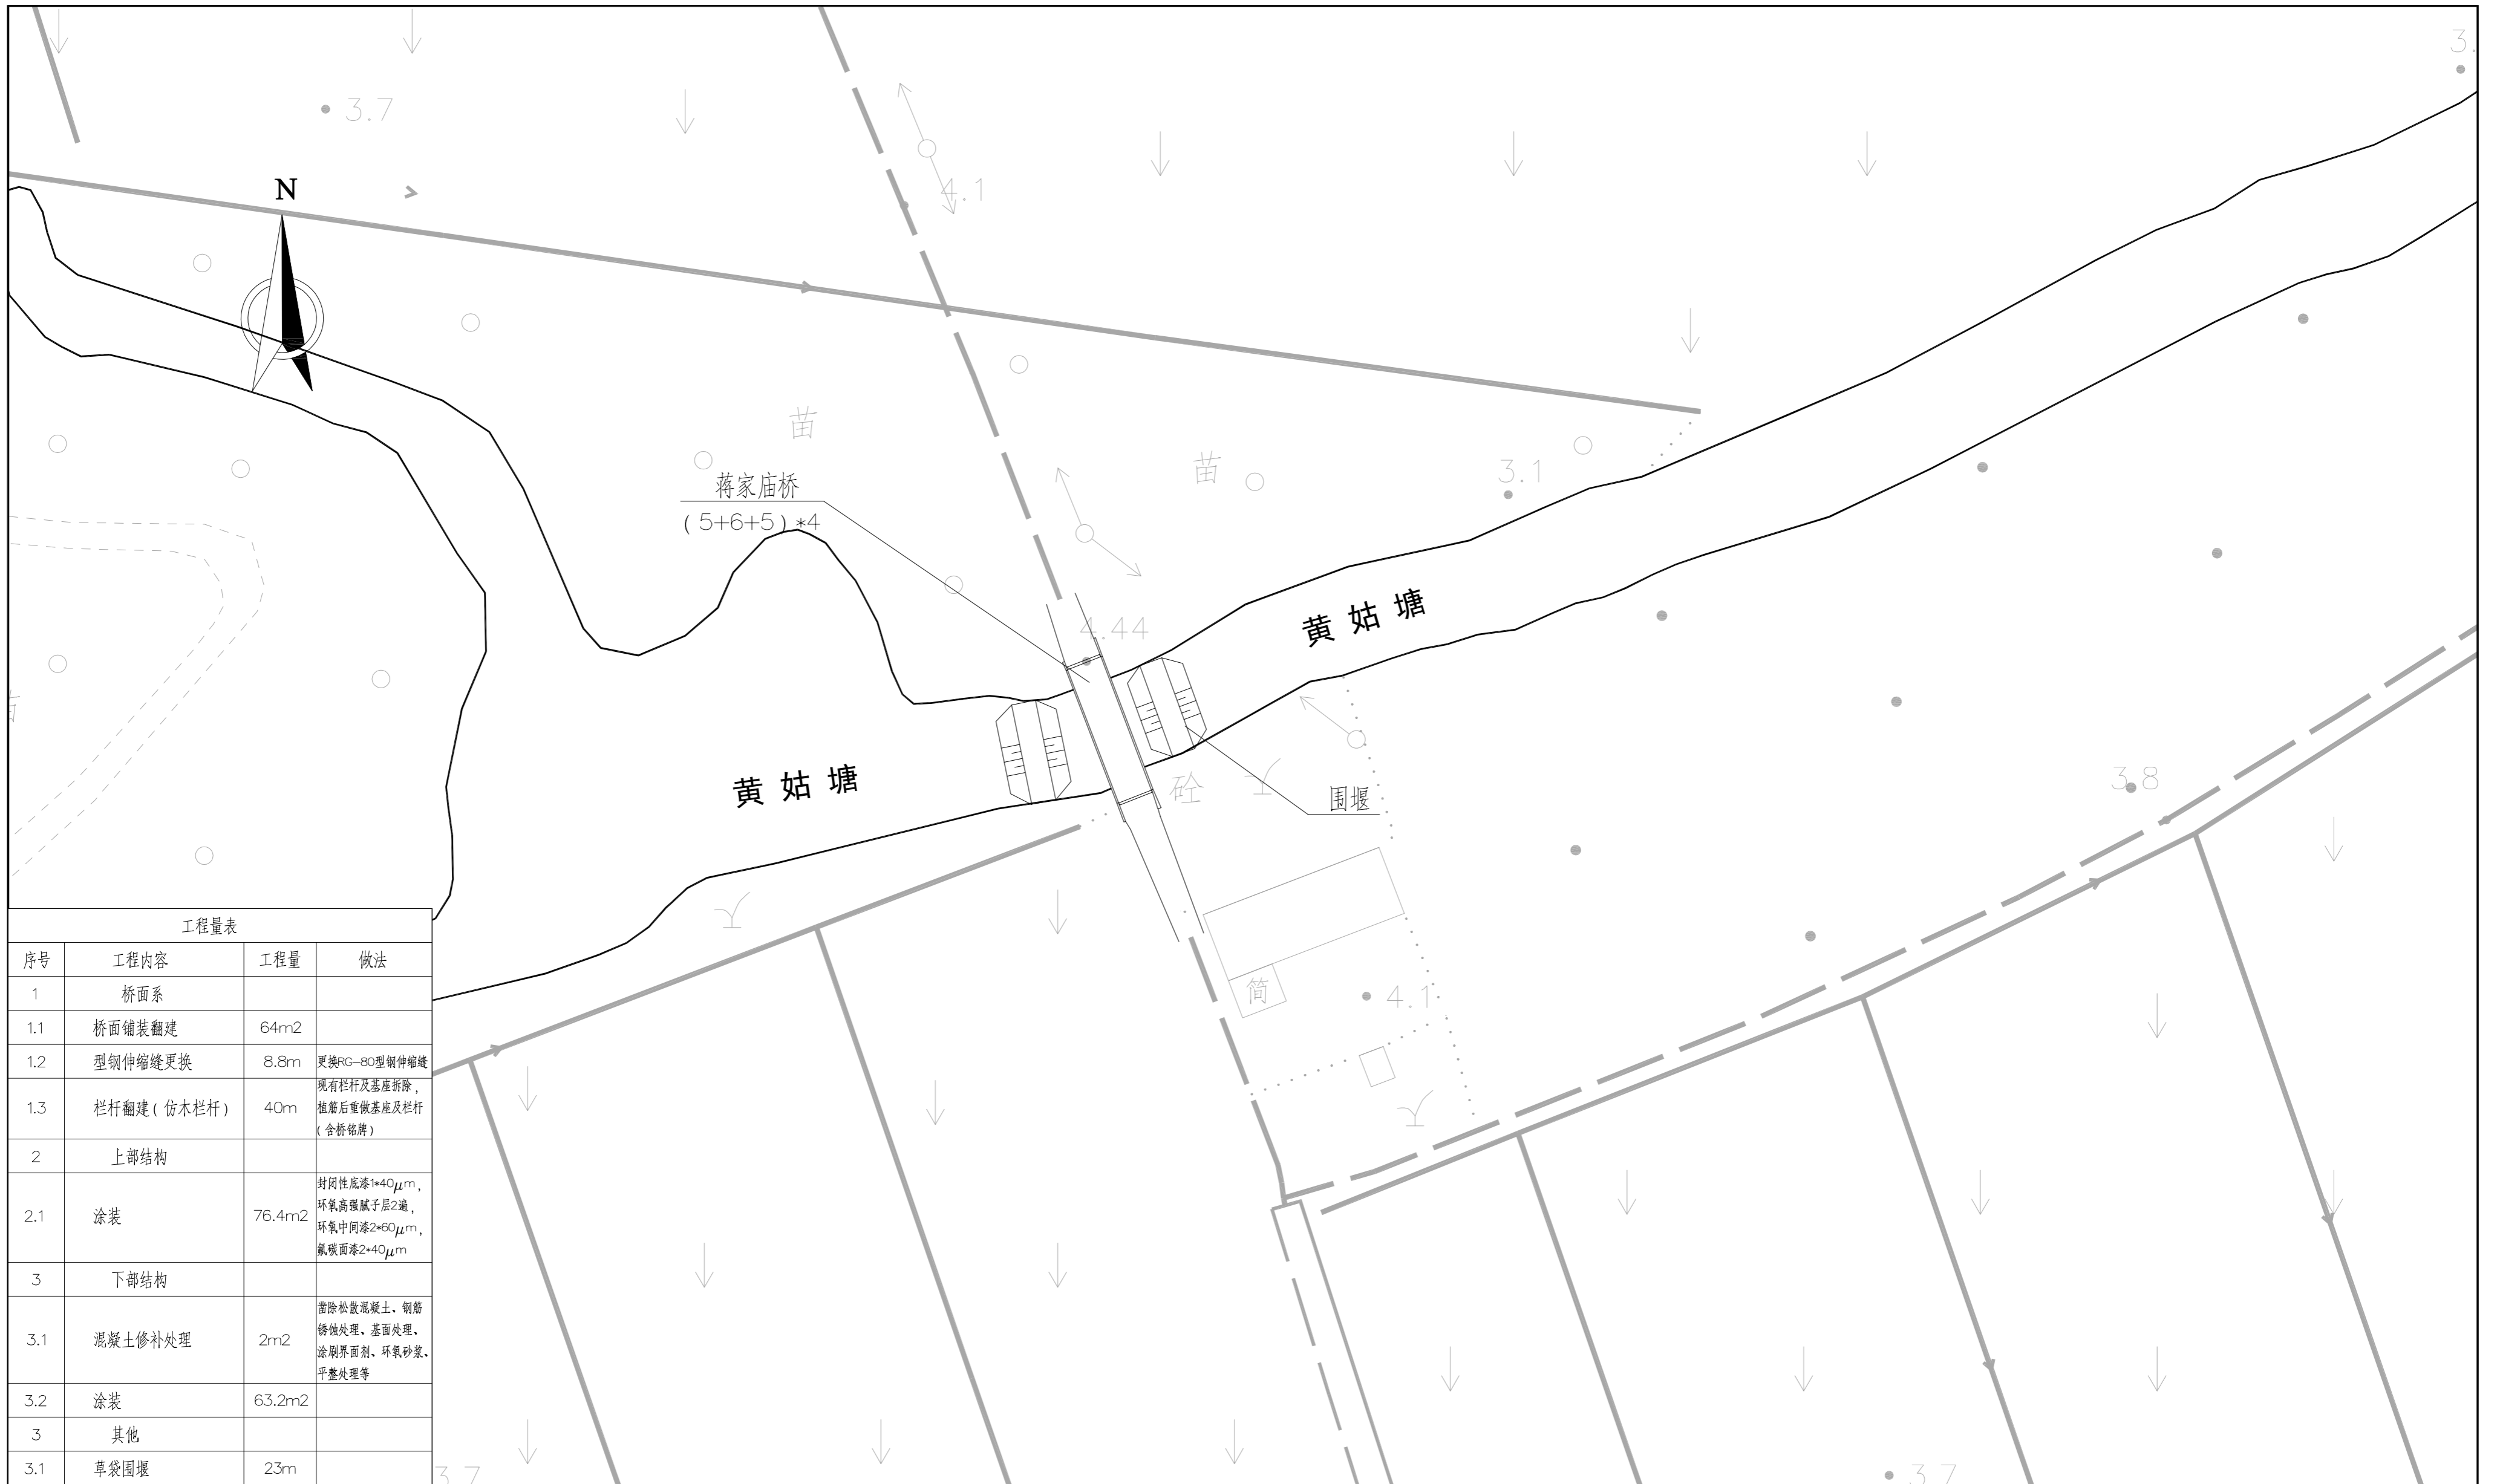 3.
3.7
N
4.1
苗
苗
3.1
蒋家庙桥
(5+6+5)*4
4.44
黄姑塘
黄姑塘
砼
围堰
3.8
简
4.1
工程量表
序号 工程内容 工程量 做法
1 桥面系
1.1 桥面铺装翻建 64m2
1.2 型钢伸缩缝更换 8.8m 更换RG-80型钢伸缩缝
1.3 栏杆翻建(仿木栏杆) 40m 现有栏杆及基座拆除,
植筋后重做基座及栏杆
(含桥铭牌)
2 上部结构
2.1 涂装 76.4m2 封闭性底漆1*40μm,
环氧高强腻子层2遍,
环氧中间漆2*60μm,
氟碳面漆2*40μm
3 下部结构
3.1 混凝土修补处理 2m2 凿除松散混凝土、钢筋
锈蚀处理、基面处理、
涂刷界面剂、环氧砂浆、
平整处理等
3.2 涂装 63.2m2
3 其他
3.1 草袋围堰 23m
3.7
3.7